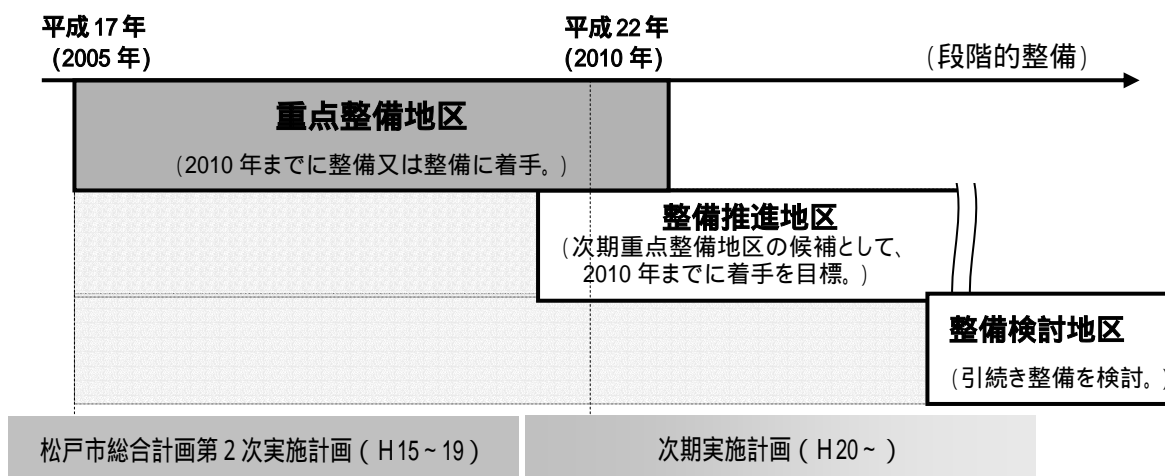 平成17年
(2005年)
平成22年
(2010年)
(段階的整備)
重点整備地区
(2010年までに整備又は整備に着手。)
整備推進地区
(次期重点整備地区の候補として、
2010年までに着手を目標。)
整備検討地区
(引続き整備を検討。)
松戸市総合計画第2次実施計画(H15~19)
次期実施計画(H20~)